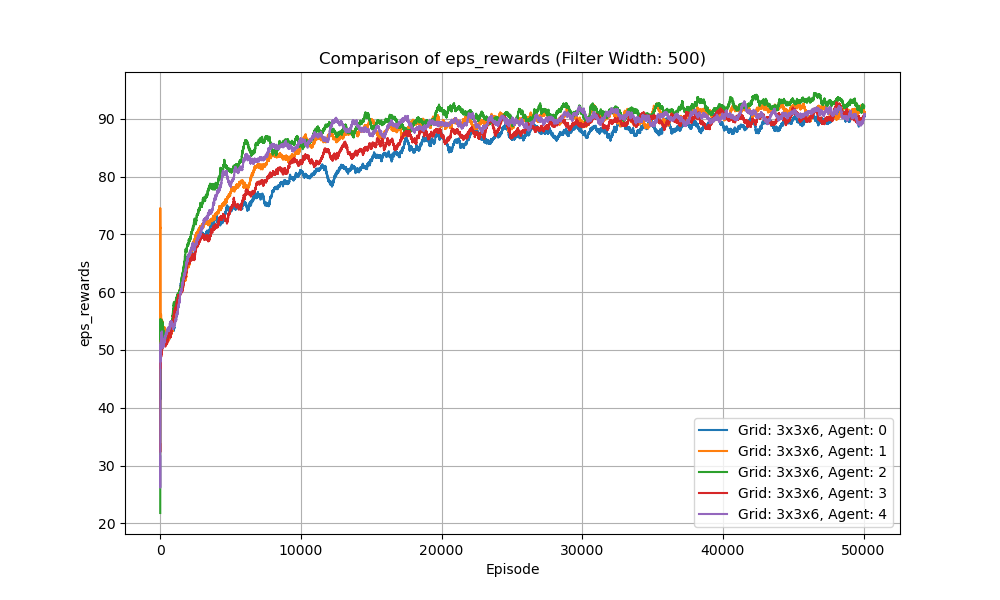 Comparison of eps_rewards (Filter Width: 500)
eps_rewards
90
80
70
60
50
40
30
20
0 10000 20000 30000 40000 50000
Episode
Grid: 3x3x6, Agent: 0
Grid: 3x3x6, Agent: 1
Grid: 3x3x6, Agent: 2
Grid: 3x3x6, Agent: 3
Grid: 3x3x6, Agent: 4